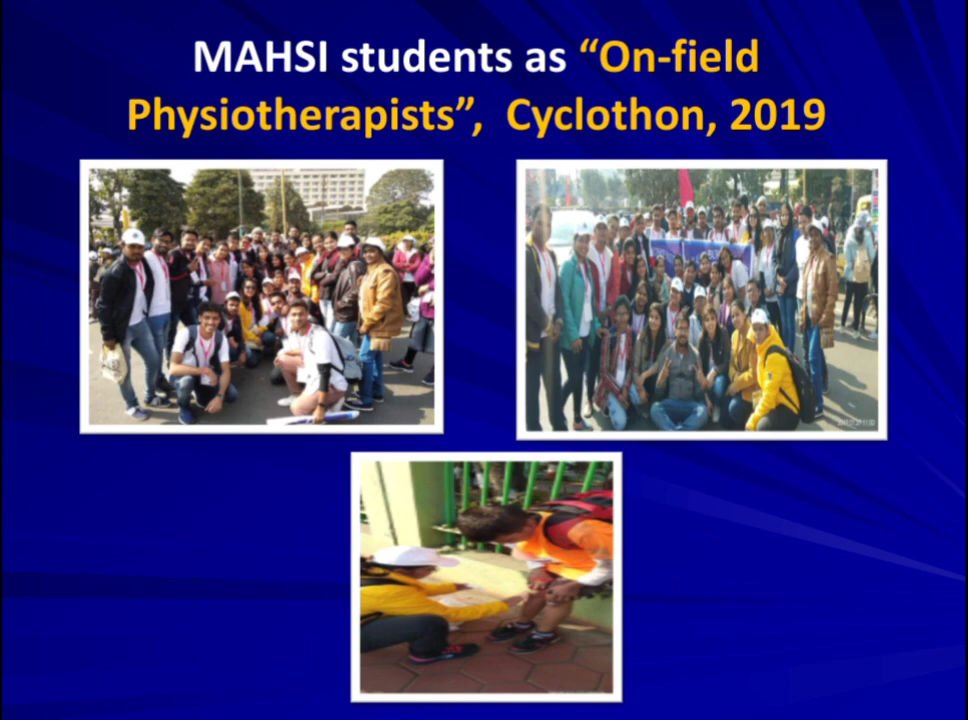 MAHSI students as “On-field
Physiotherapists”,  Cyclothon, 2019